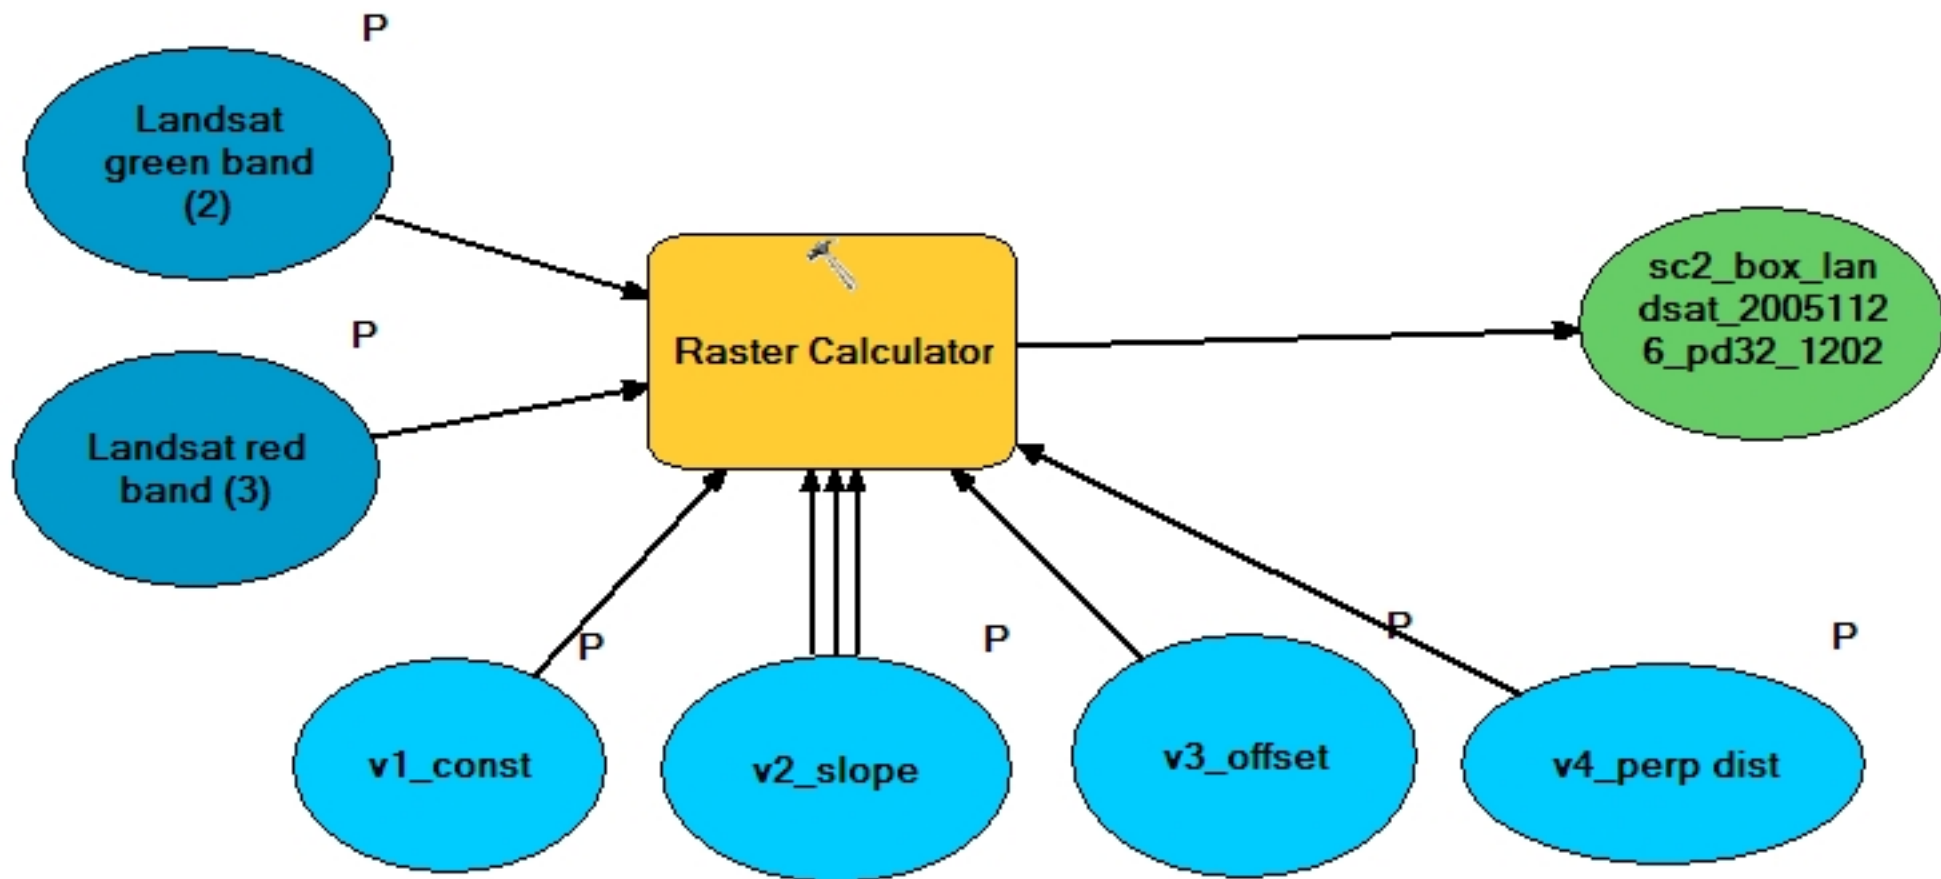 P
Landsat
green band
(2)
P
Landsat red
band (3)
Raster Calculator
sc2_box_lan
dsat_2005112
6_pd32_1202
P
v1_const
P
v2_slope
P
v3_offset
P
v4_perp dist